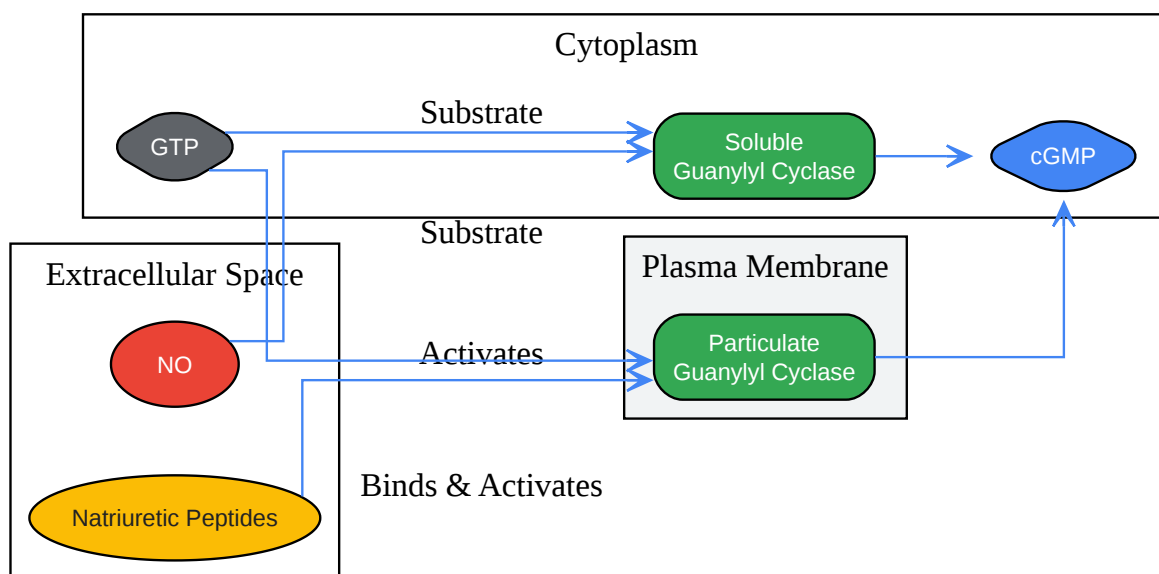 Cytoplasm
GTP
Substrate
Soluble
Guanylyl Cyclase
cGMP
Substrate
Extracellular Space
Plasma Membrane
NO
Activates
Particulate
Guanylyl Cyclase
Natriuretic Peptides
Binds & Activates